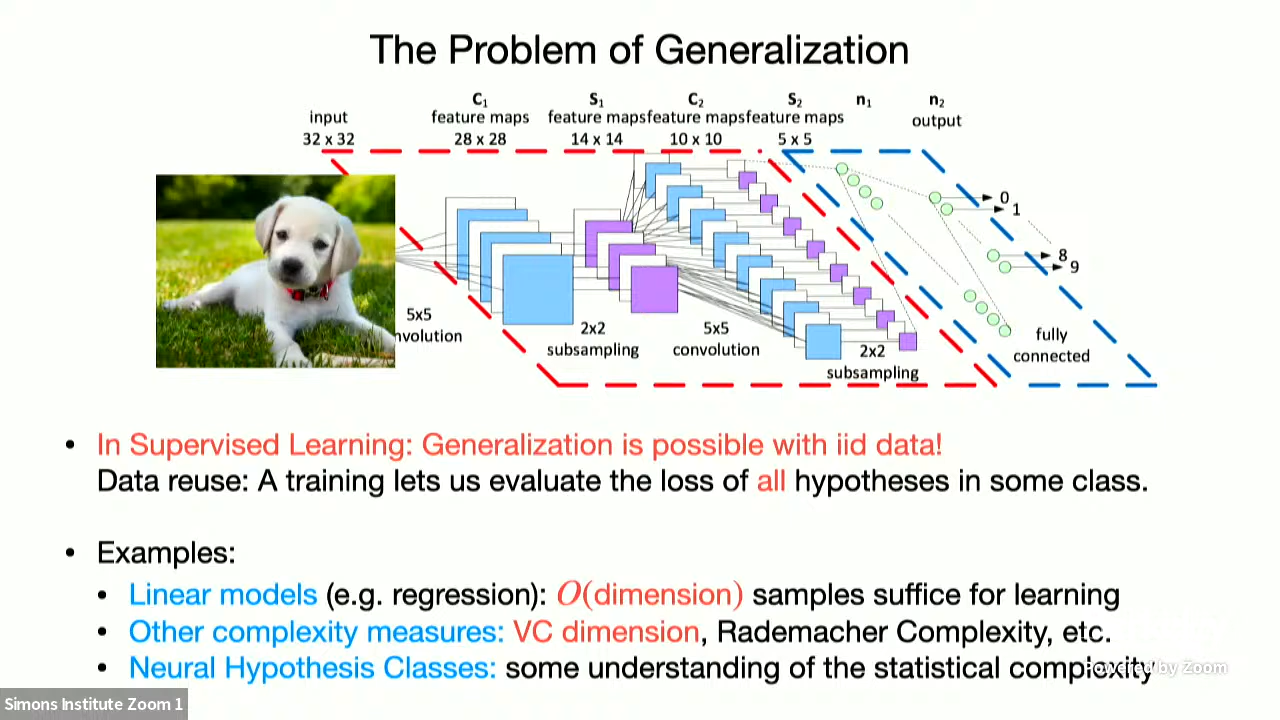 The Problem of Generalization
C1 S1 C2 S2 n1 n2
input feature maps feature maps feature maps feature maps output
32 x 32 28 x 28 14 x 14 10 x 10 5 x 5
0
1
8
9
5x5
nvolution
2x2
subsampling
5x5
convolution
2x2
subsampling
fully
connected
• In Supervised Learning: Generalization is possible with iid data!
Data reuse: A training lets us evaluate the loss of all hypotheses in some class.
• Examples:
• Linear models (e.g. regression): O(dimension) samples suffice for learning
• Other complexity measures: VC dimension, Rademacher Complexity, etc.
• Neural Hypothesis Classes: some understanding of the statistical complexity
Powered by Zoom
Simons Institute Zoom 1